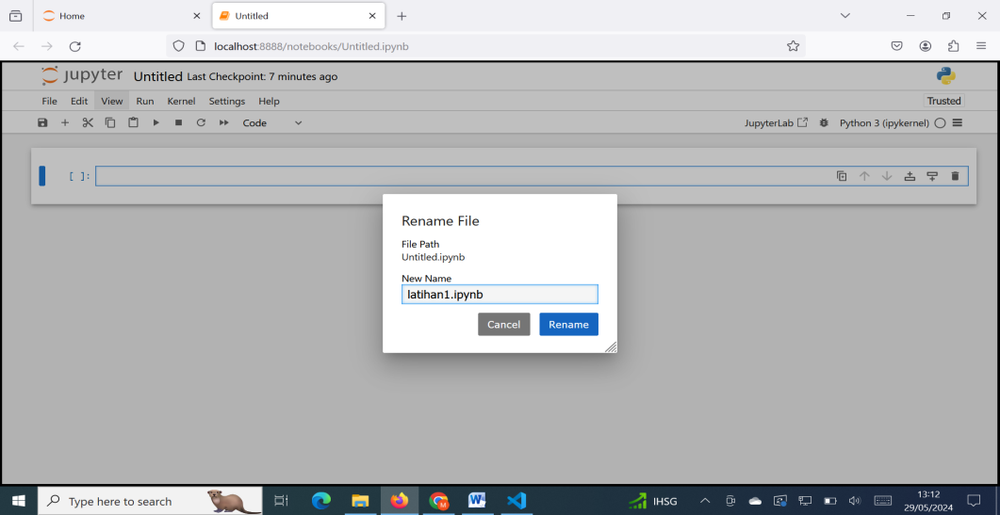 Home
Untitled
localhost:8888/notebooks/Untitled.ipynb
jupyter Untitled Last Checkpoint: 7 minutes ago
File Edit View Run Kernel Settings Help
Trusted
Code
JupyterLab
Python 3 (ipykernel)
[ ]:
Rename File
File Path
Untitled.ipynb
New Name
latihan1.ipynb
Cancel Rename
Type here to search
IHSG
13:12
29/05/2024